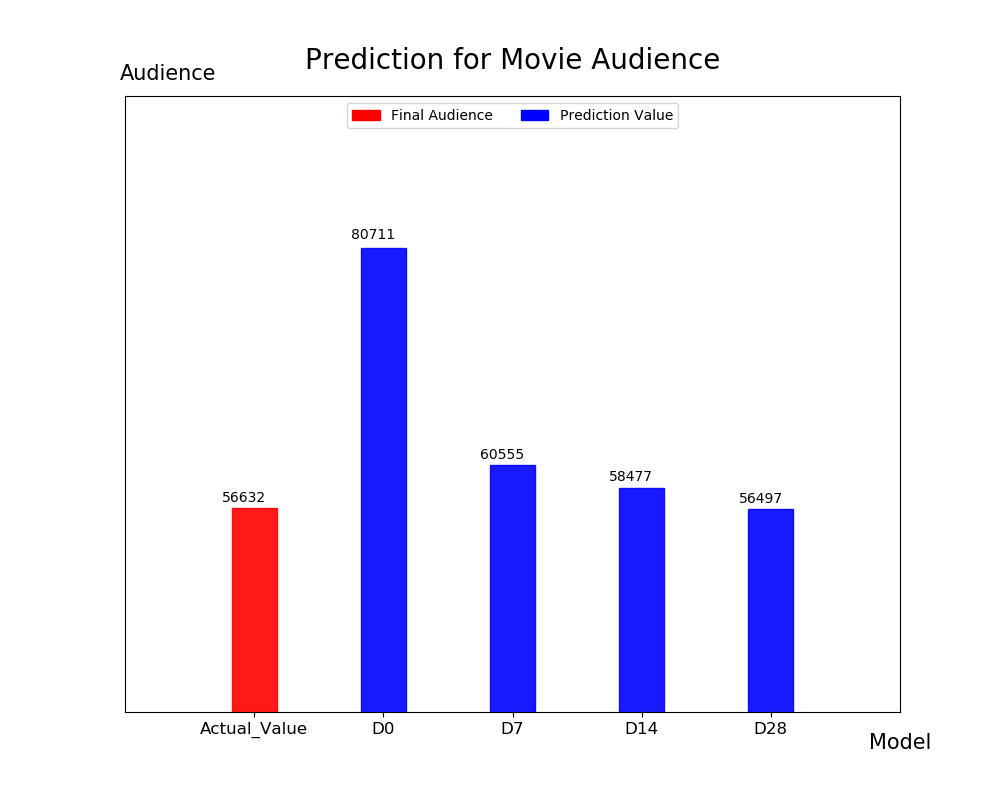 Prediction for Movie Audience
Audience
Final Audience
Prediction Value
80711
60555
58477
56632
56497
Actual_Value
D0
D7
D14
D28
Model